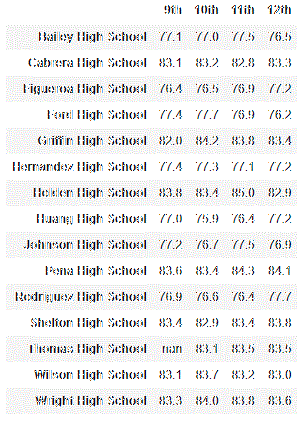 9th 10th 11th 12th
Bailey High School 77.1 77.0 77.5 76.5
Cabrera High School 83.1 83.2 82.8 83.3
Figueroa High School 76.4 76.5 76.9 77.2
Ford High School 77.4 77.7 76.9 76.2
Griffin High School 82.0 84.2 83.8 83.4
Hernandez High School 77.4 77.3 77.1 77.2
Holden High School 83.8 83.4 85.0 82.9
Huang High School 77.0 75.9 76.4 77.2
Johnson High School 77.2 76.7 77.5 76.9
Pena High School 83.6 83.4 84.3 84.1
Rodriguez High School 76.9 76.6 76.4 77.7
Shelton High School 83.4 82.9 83.4 83.8
Thomas High School nan 83.1 83.5 83.5
Wilson High School 83.1 83.7 83.2 83.0
Wright High School 83.3 84.0 83.8 83.6